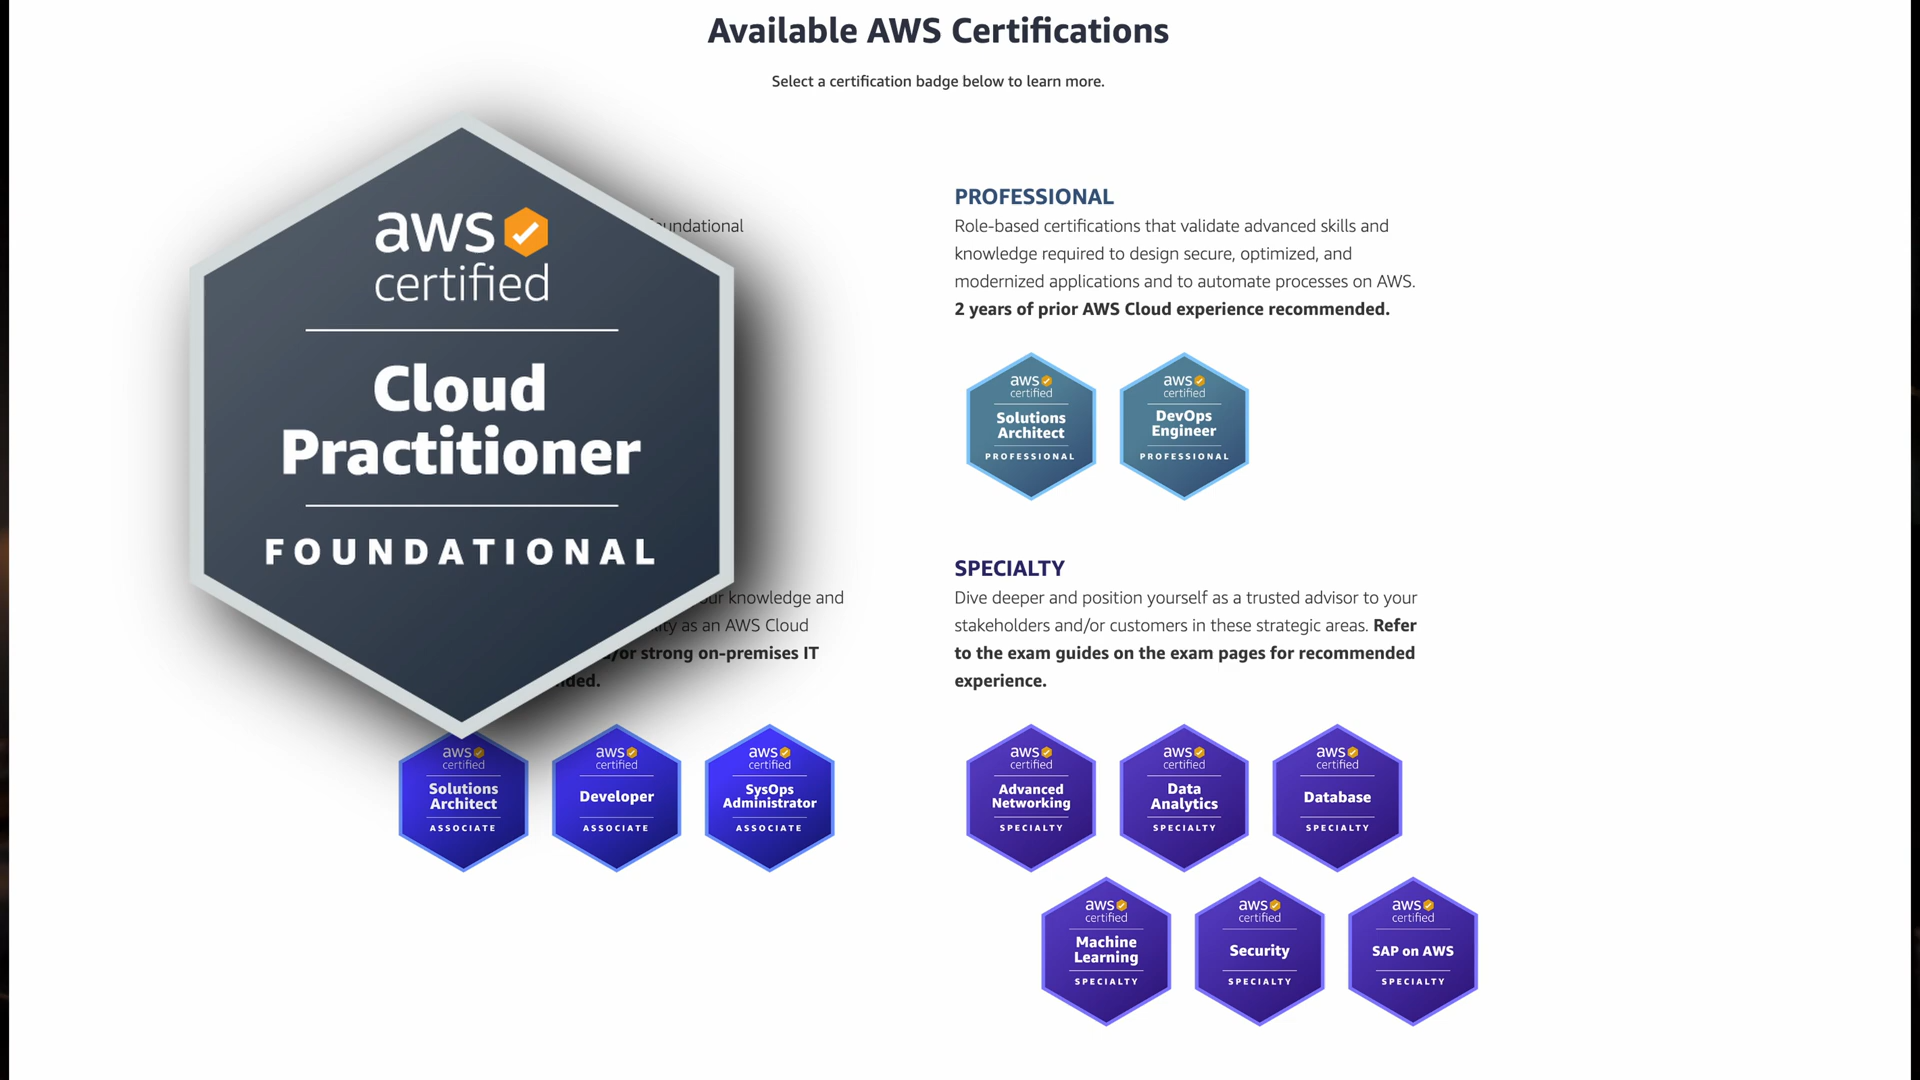 Available AWS Certifications
Select a certification badge below to learn more.
aws
certified
Cloud
Practitioner
FOUNDATIONAL
PROFESSIONAL
Role-based certifications that validate advanced skills and
knowledge required to design secure, optimized, and
modernized applications and to automate processes on AWS.
2 years of prior AWS Cloud experience recommended.
aws
certified
Solutions
Architect
PROFESSIONAL
aws
certified
DevOps
Engineer
PROFESSIONAL
knowledge and
as an AWS Cloud
strong on-premises IT
aws
certified
Solutions
Architect
ASSOCIATE
aws
certified
Developer
ASSOCIATE
aws
certified
SysOps
Administrator
ASSOCIATE
SPECIALTY
Dive deeper and position yourself as a trusted advisor to your
stakeholders and/or customers in these strategic areas. Refer
to the exam guides on the exam pages for recommended
experience.
aws
certified
Advanced
Networking
SPECIALTY
aws
certified
Data
Analytics
SPECIALTY
aws
certified
Database
SPECIALTY
aws
certified
Machine
Learning
SPECIALTY
aws
certified
Security
SPECIALTY
aws
certified
SAP on AWS
SPECIALTY